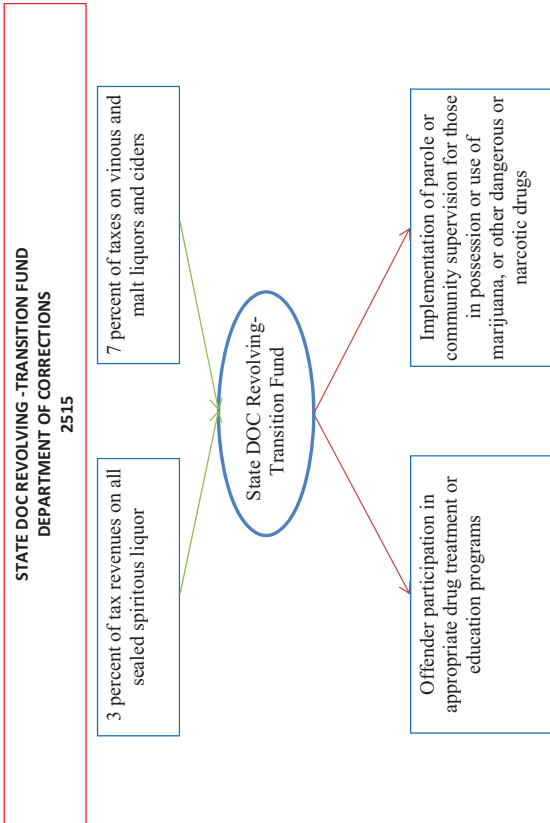 STATE DOC REVOLVING -TRANSITION FUND
DEPARTMENT OF CORRECTIONS
2515
3 percent of tax revenues on all
sealed spiritous liquor
7 percent of taxes on vinous and
malt liquors and ciders
State DOC Revolving-
Transition Fund
Offender participation in
appropriate drug treatment or
education programs
Implementation of parole or
community supervision for those
in possession or use of
marijuana, or other dangerous or
narcotic drugs